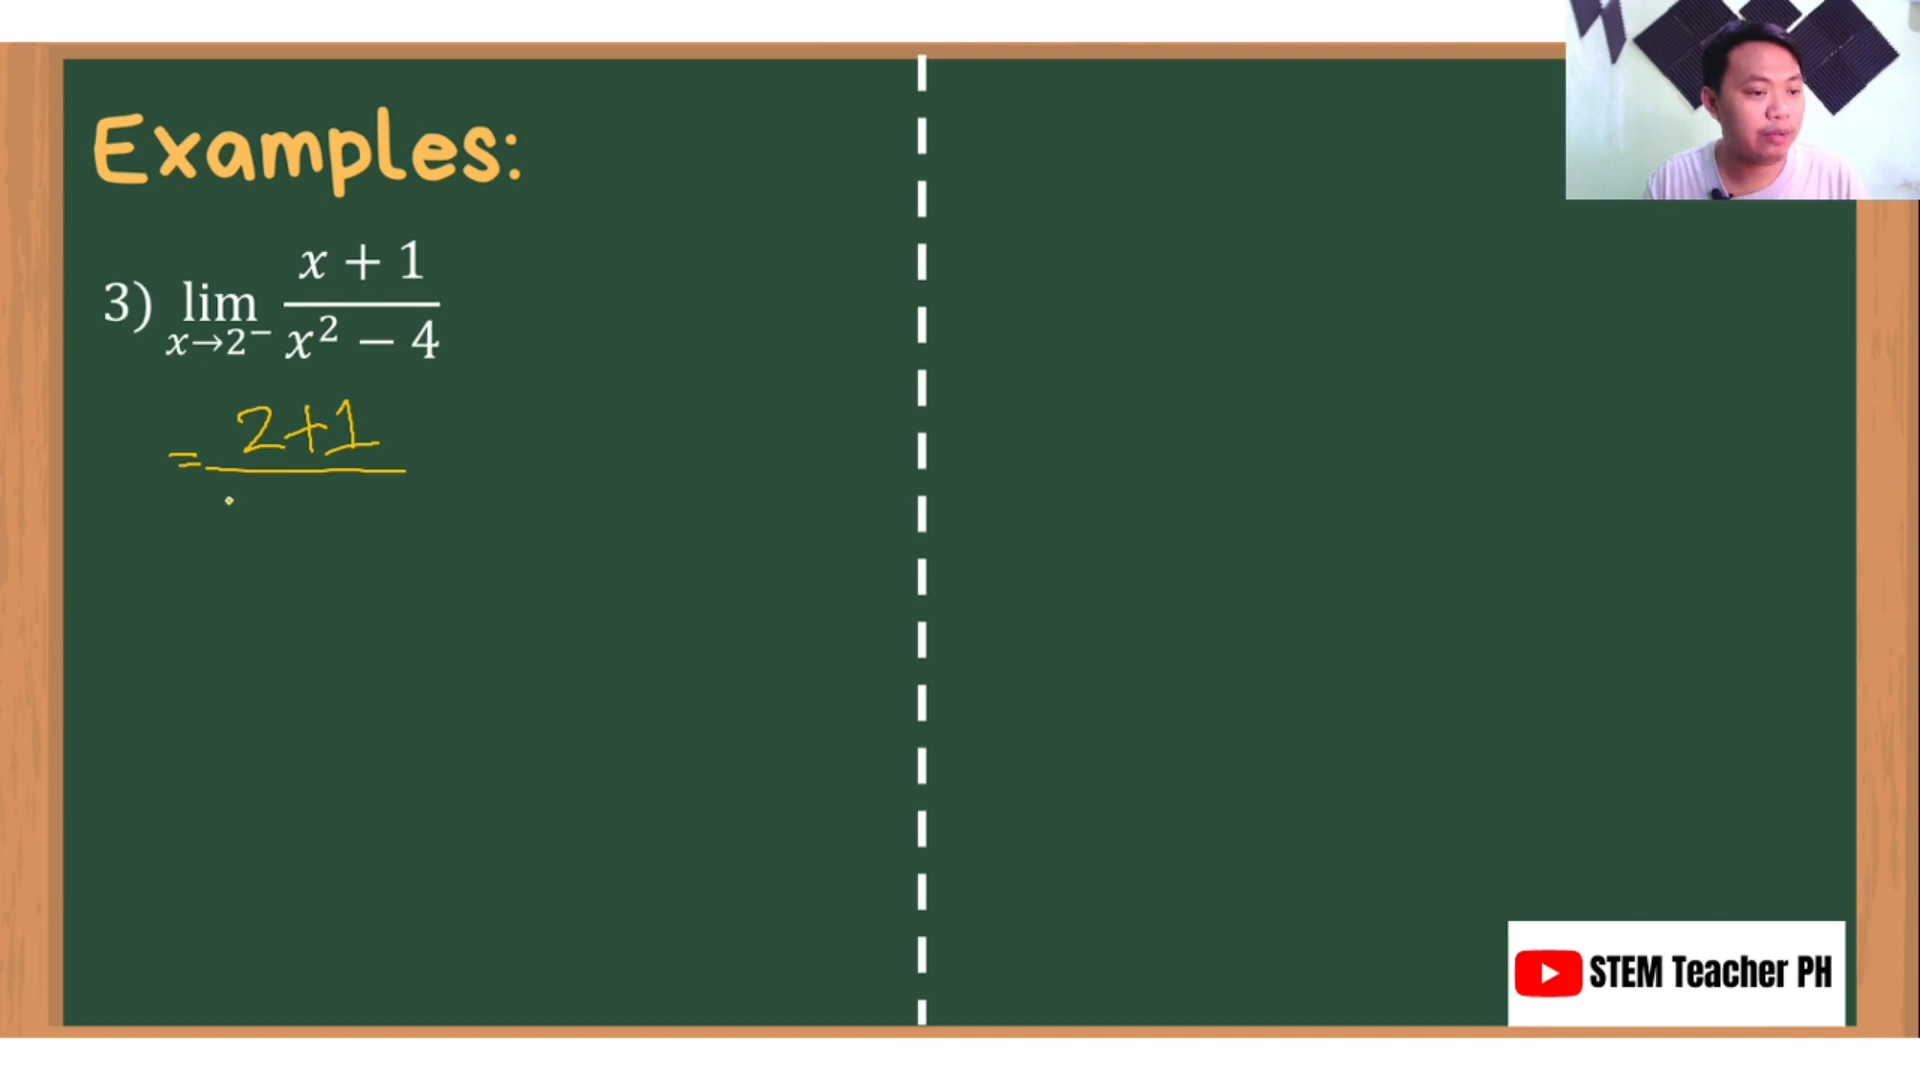 Examples:
3) lim x→2⁻ (x + 1)/(x² − 4)
= 2+1
STEM Teacher PH